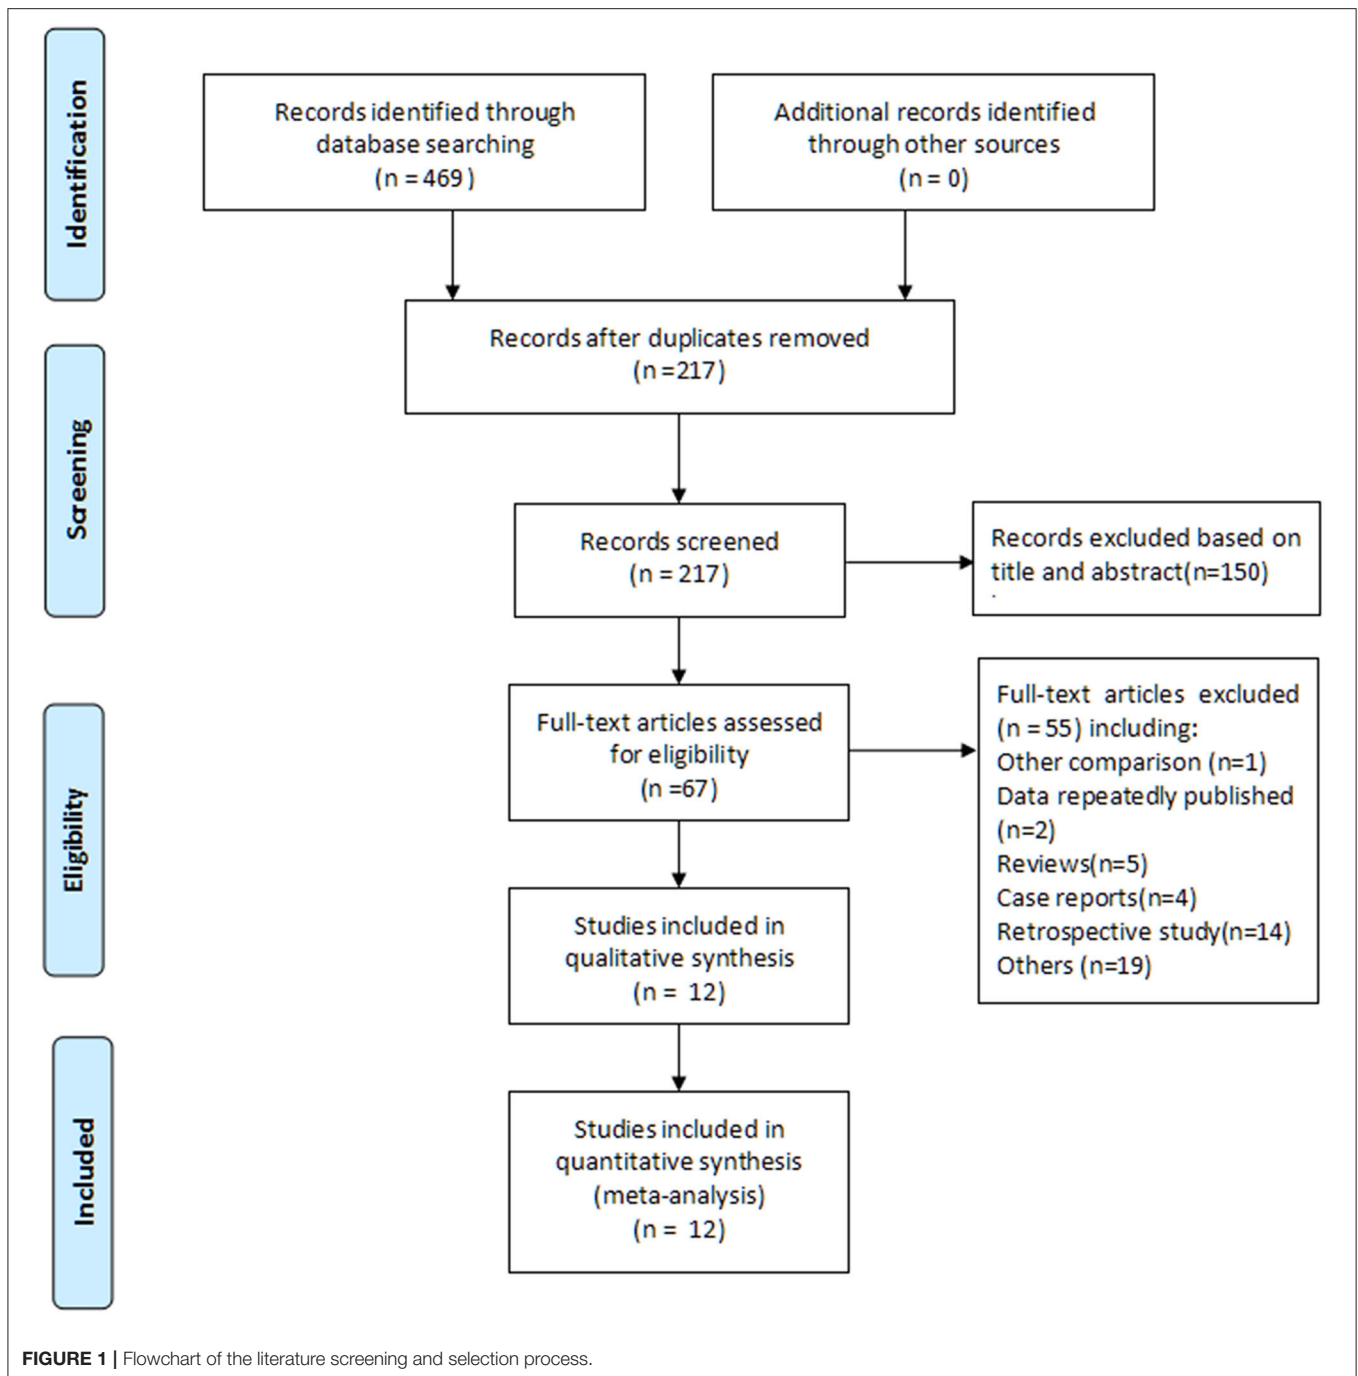 Identification
Records identified through
database searching
(n = 469 )
Additional records identified
through other sources
(n = 0)
Records after duplicates removed
(n =217)
Screening
Records screened
(n = 217)
Records excluded based on
title and abstract(n=150)
.
Eligibility
Full-text articles assessed
for eligibility
(n =67)
Full-text articles excluded
(n = 55) including:
Other comparison (n=1)
Data repeatedly published
(n=2)
Reviews(n=5)
Case reports(n=4)
Retrospective study(n=14)
Others (n=19)
Studies included in
qualitative synthesis
(n = 12)
Included
Studies included in
quantitative synthesis
(meta-analysis)
(n = 12)
FIGURE 1 | Flowchart of the literature screening and selection process.